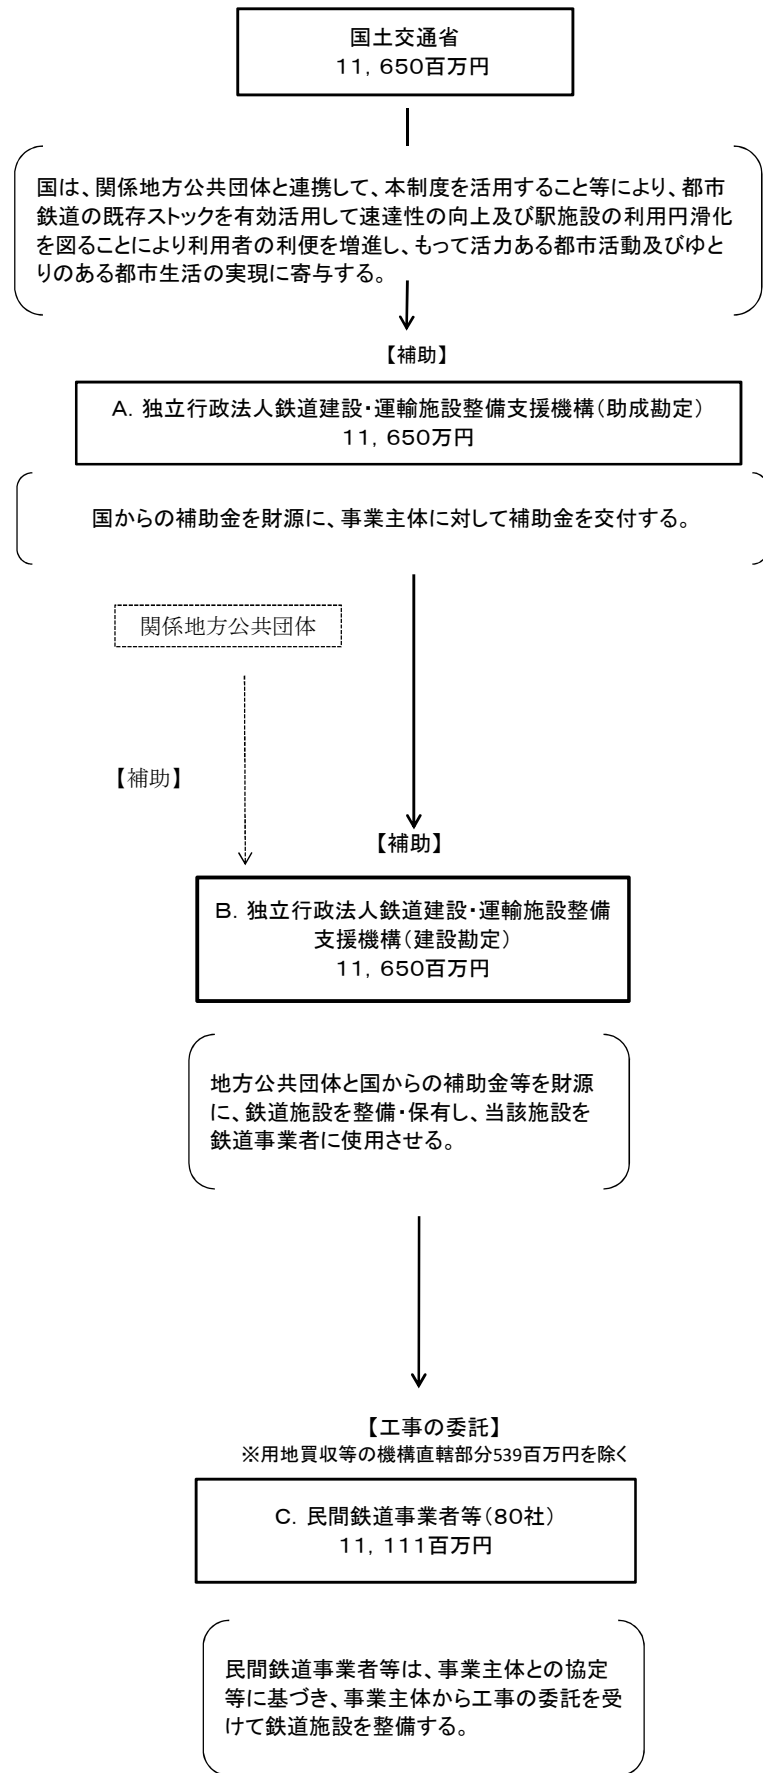 国土交通省
11, 650百万円
国は、関係地方公共団体と連携して、本制度を活用すること等により、都市
鉄道の既存ストックを有効活用して速達性の向上及び駅施設の利用円滑化
を図ることにより利用者の利便を増進し、もって活力ある都市活動及びゆと
りのある都市生活の実現に寄与する。
【補助】
A. 独立行政法人鉄道建設・運輸施設整備支援機構(助成勘定)
11, 650万円
国からの補助金を財源に、事業主体に対して補助金を交付する。
関係地方公共団体
【補助】
【補助】
B. 独立行政法人鉄道建設・運輸施設整備
支援機構(建設勘定)
11, 650百万円
地方公共団体と国からの補助金等を財源
に、鉄道施設を整備・保有し、当該施設を
鉄道事業者に使用させる。
【工事の委託】
※用地買収等の機構直轄部分539百万円を除く
C. 民間鉄道事業者等(80社)
11, 111百万円
民間鉄道事業者等は、事業主体との協定
等に基づき、事業主体から工事の委託を受
けて鉄道施設を整備する。